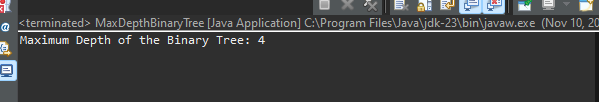 <terminated> MaxDepthBinaryTree [Java Application] C:\Program Files\Java\jdk-23\bin\javaw.exe (Nov 10, 20
Maximum Depth of the Binary Tree: 4